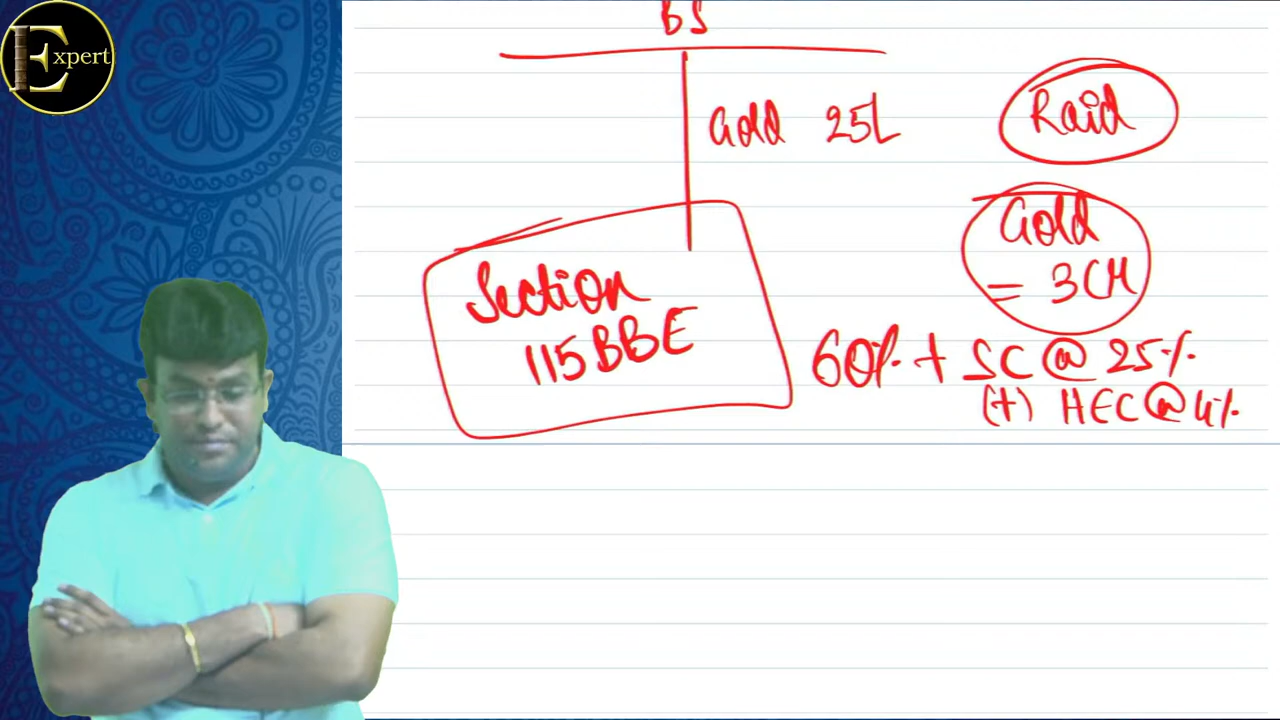 Expert
BS
Gold 25L
Raid
Gold
= 3CR
Section
115BBE
60% + SC @ 25%
(+) HEC @ 4%